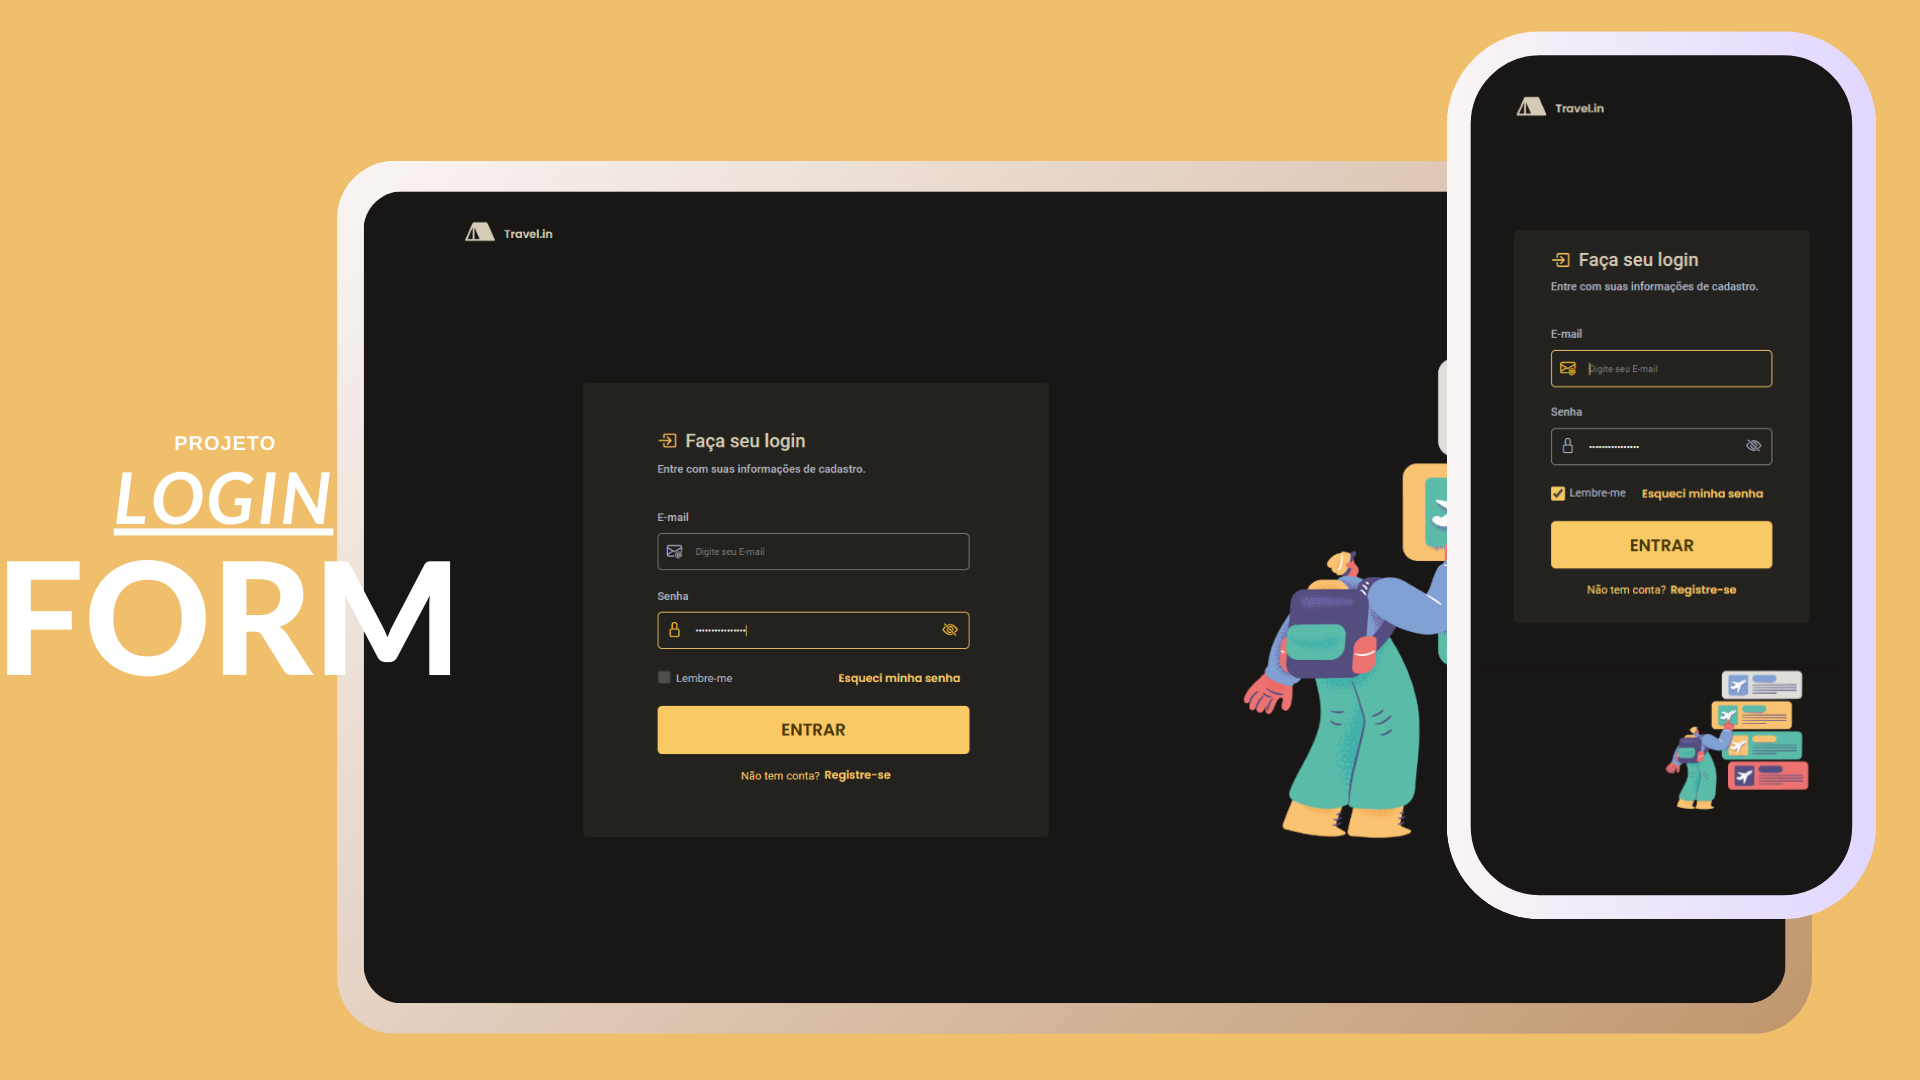 PROJETO
LOGIN
FORM
Travel.in
Faça seu login
Entre com suas informações de cadastro.
E-mail
Digite seu E-mail
Senha
Lembre-me
Esqueci minha senha
ENTRAR
Não tem conta? Registre-se
Travel.in
Faça seu login
Entre com suas informações de cadastro.
E-mail
Digite seu E-mail
Senha
Lembre-me
Esqueci minha senha
ENTRAR
Não tem conta? Registre-se